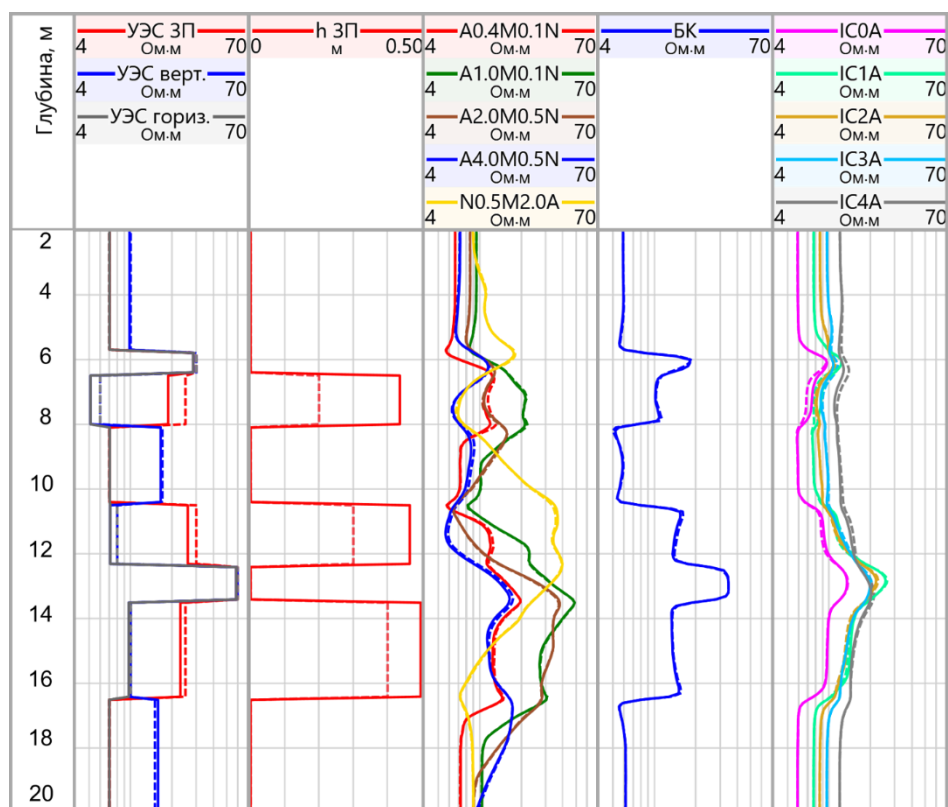 Глубина, м
УЭС ЗП
4 Ом·м 70
УЭС верт.
4 Ом·м 70
УЭС гориз.
4 Ом·м 70
h ЗП
0 м 0.50
A0.4M0.1N
4 Ом·м 70
A1.0M0.1N
4 Ом·м 70
A2.0M0.5N
4 Ом·м 70
A4.0M0.5N
4 Ом·м 70
N0.5M2.0A
4 Ом·м 70
БК
4 Ом·м 70
IC0A
4 Ом·м 70
IC1A
4 Ом·м 70
IC2A
4 Ом·м 70
IC3A
4 Ом·м 70
IC4A
4 Ом·м 70
2
4
6
8
10
12
14
16
18
20